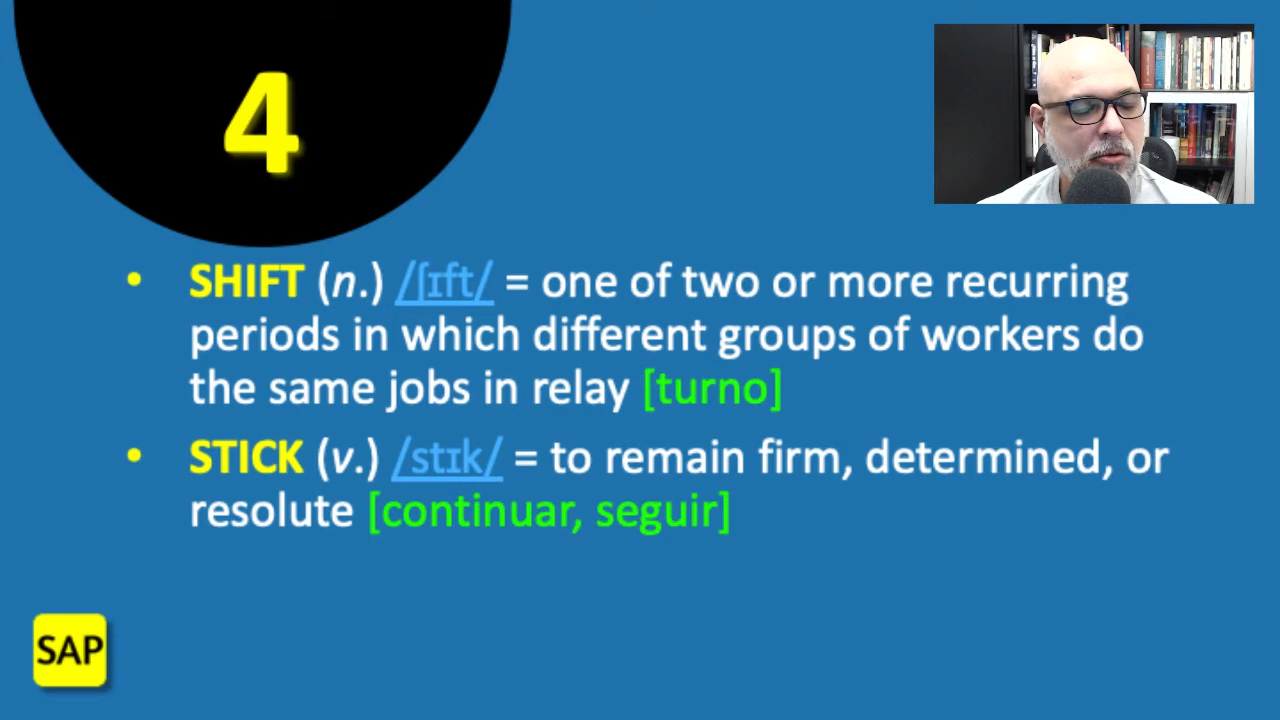 4
• SHIFT (n.) /ʃɪft/ = one of two or more recurring
periods in which different groups of workers do
the same jobs in relay [turno]
• STICK (v.) /stɪk/ = to remain firm, determined, or
resolute [continuar, seguir]
SAP